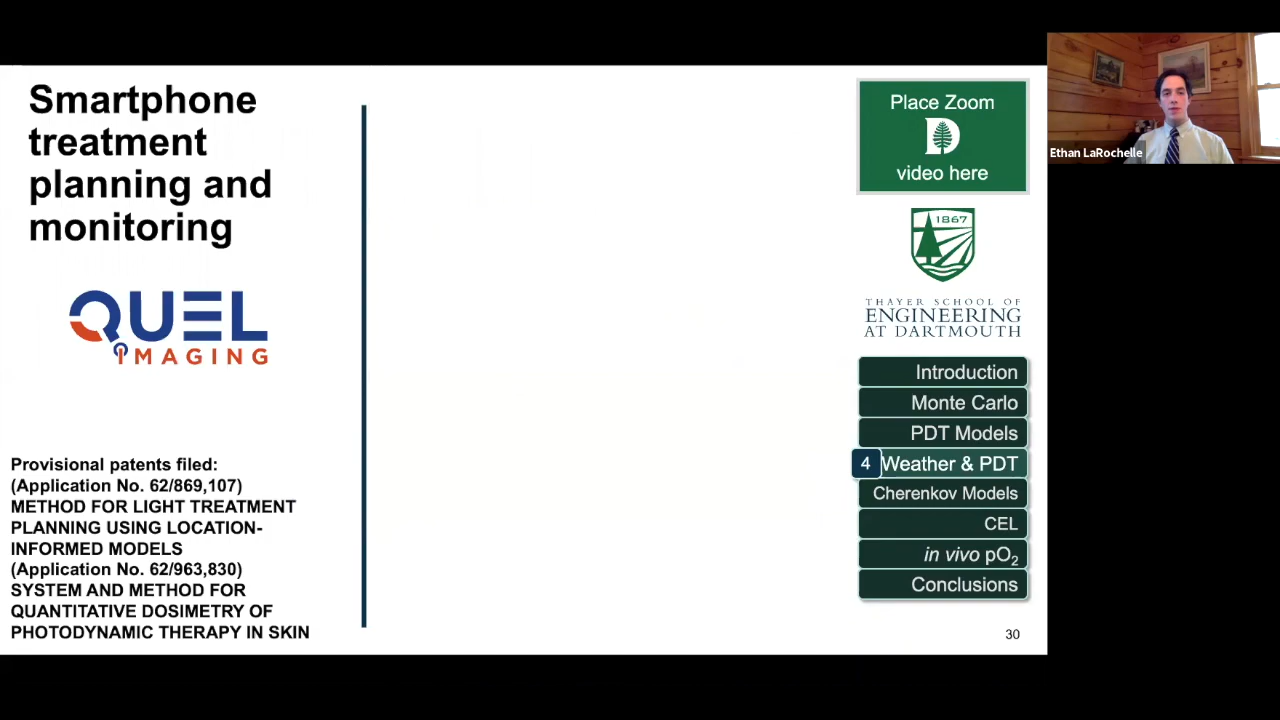 Smartphone
treatment
planning and
monitoring
QUEL
IMAGING
Provisional patents filed:
(Application No. 62/869,107)
METHOD FOR LIGHT TREATMENT
PLANNING USING LOCATION-
INFORMED MODELS
(Application No. 62/963,830)
SYSTEM AND METHOD FOR
QUANTITATIVE DOSIMETRY OF
PHOTODYNAMIC THERAPY IN SKIN
Place Zoom
D
video here
1867
THAYER SCHOOL OF
ENGINEERING
AT DARTMOUTH
Introduction
Monte Carlo
PDT Models
4 Weather & PDT
Cherenkov Models
CEL
in vivo pO₂
Conclusions
30
Ethan LaRochelle